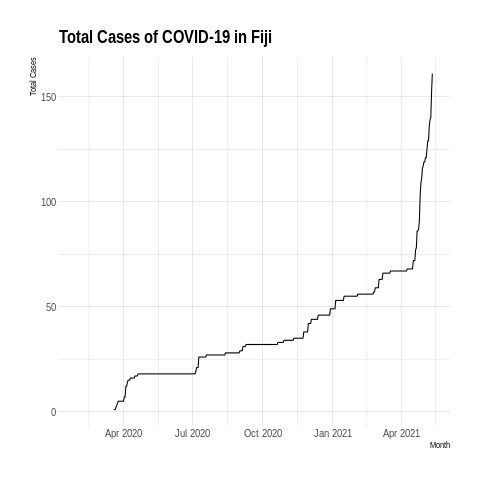 Total Cases of COVID-19 in Fiji
Total Cases
150
100
50
0
Apr 2020 Jul 2020 Oct 2020 Jan 2021 Apr 2021
Month